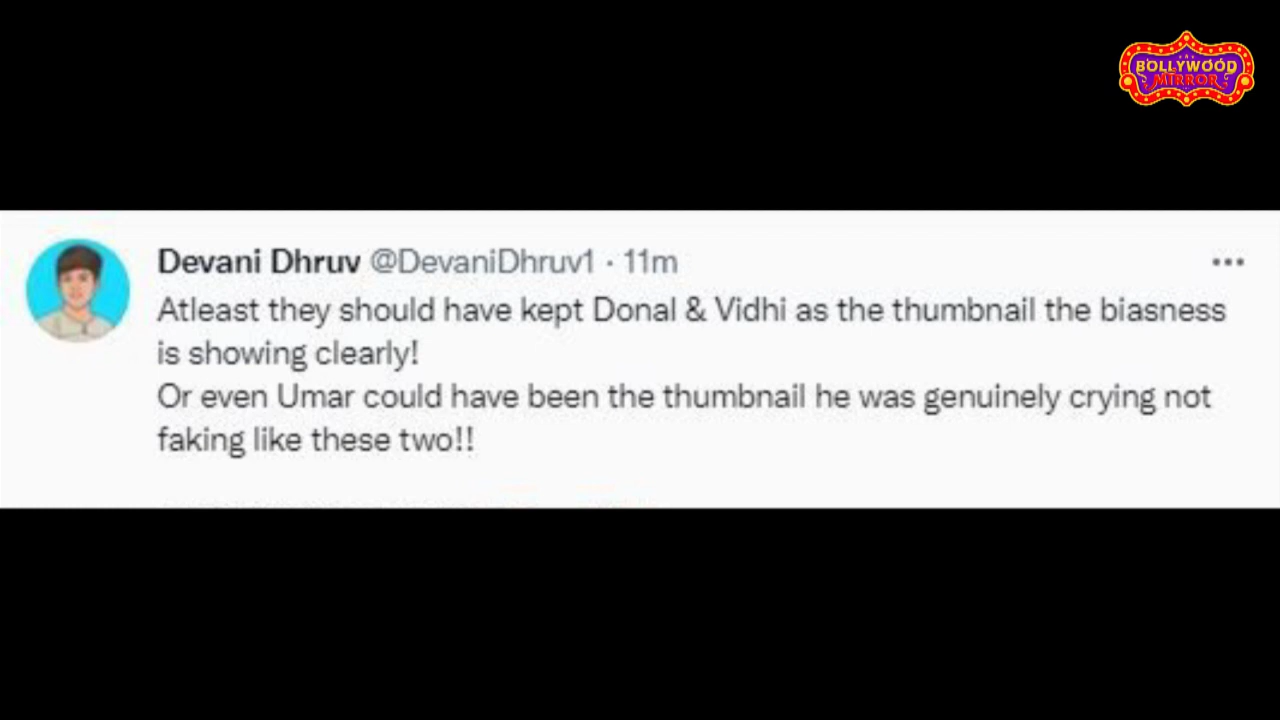 BOLLYWOOD
MIRROR
Devani Dhruv @DevaniDhruv1 · 11m
Atleast they should have kept Donal & Vidhi as the thumbnail the biasness
is showing clearly!
Or even Umar could have been the thumbnail he was genuinely crying not
faking like these two!!